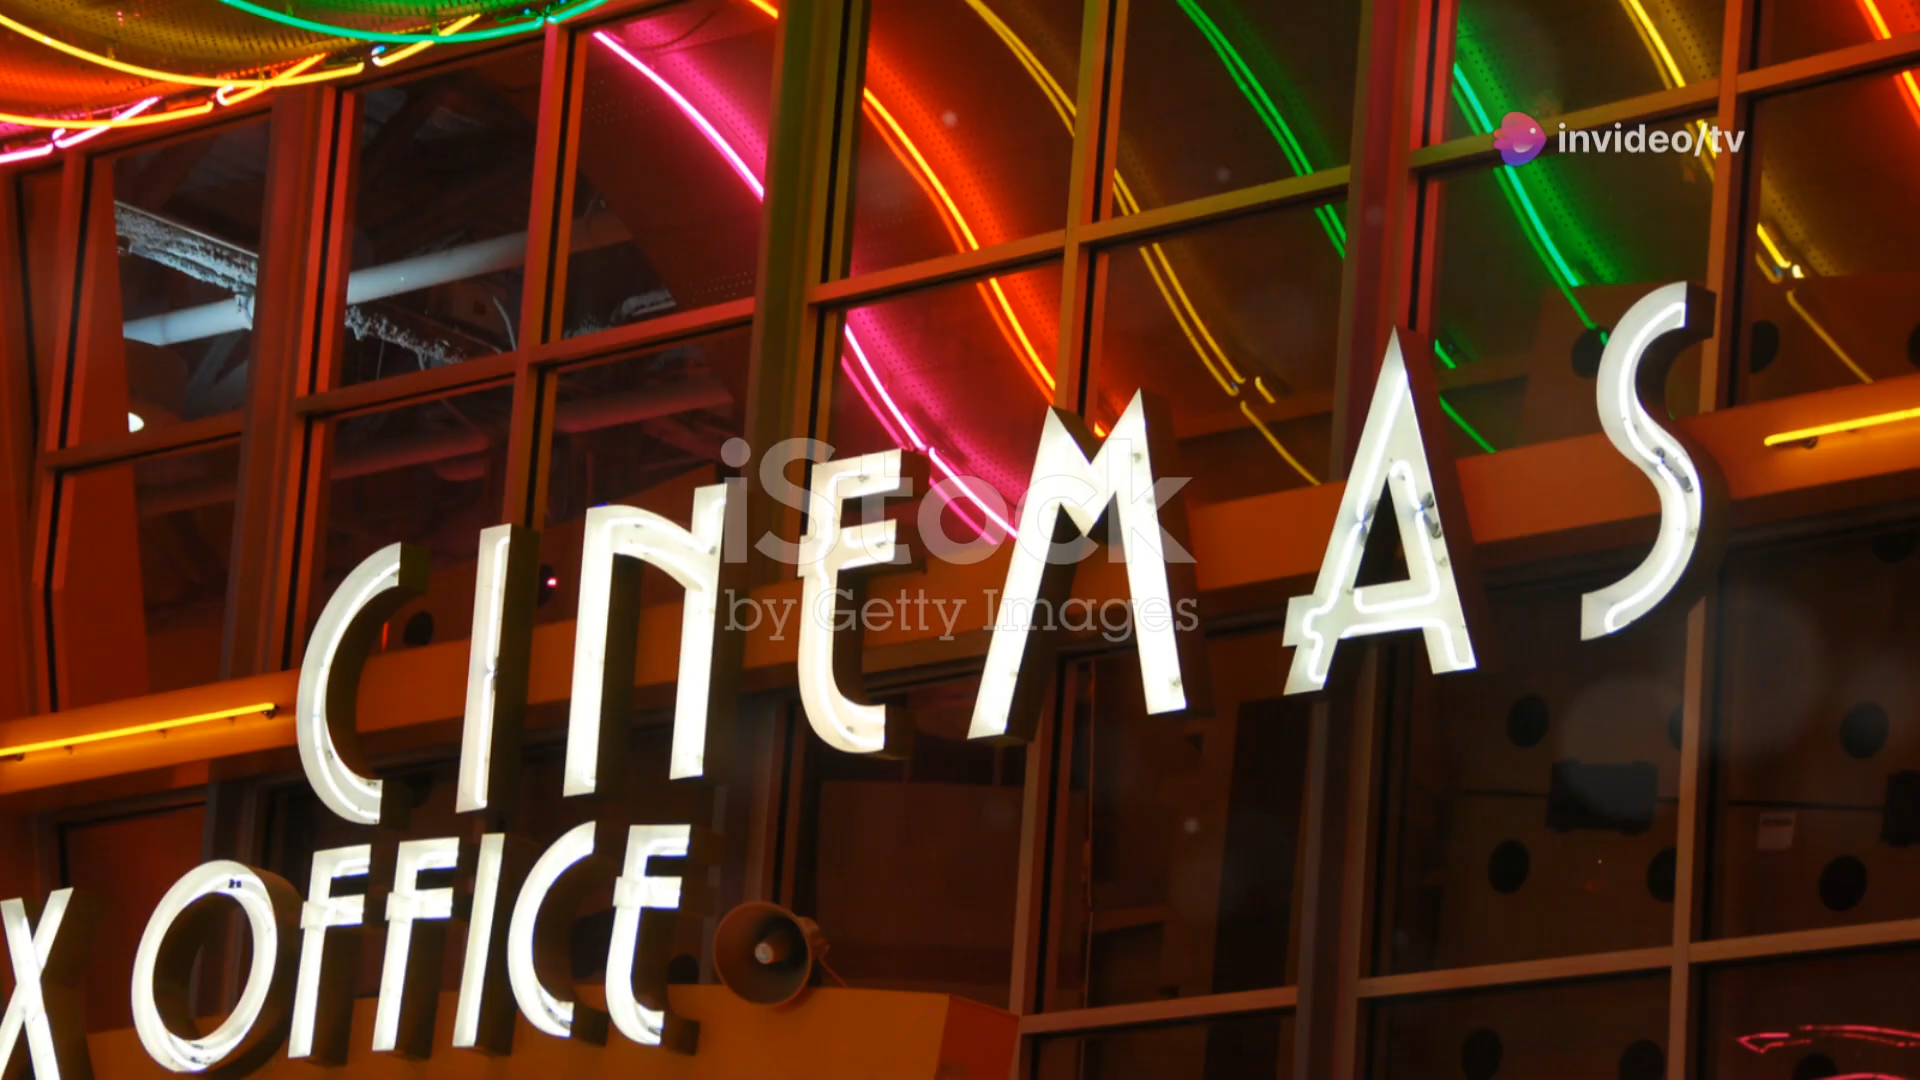 invideo/tv
CINEMAS
iStock
by Getty Images
X OFFICE